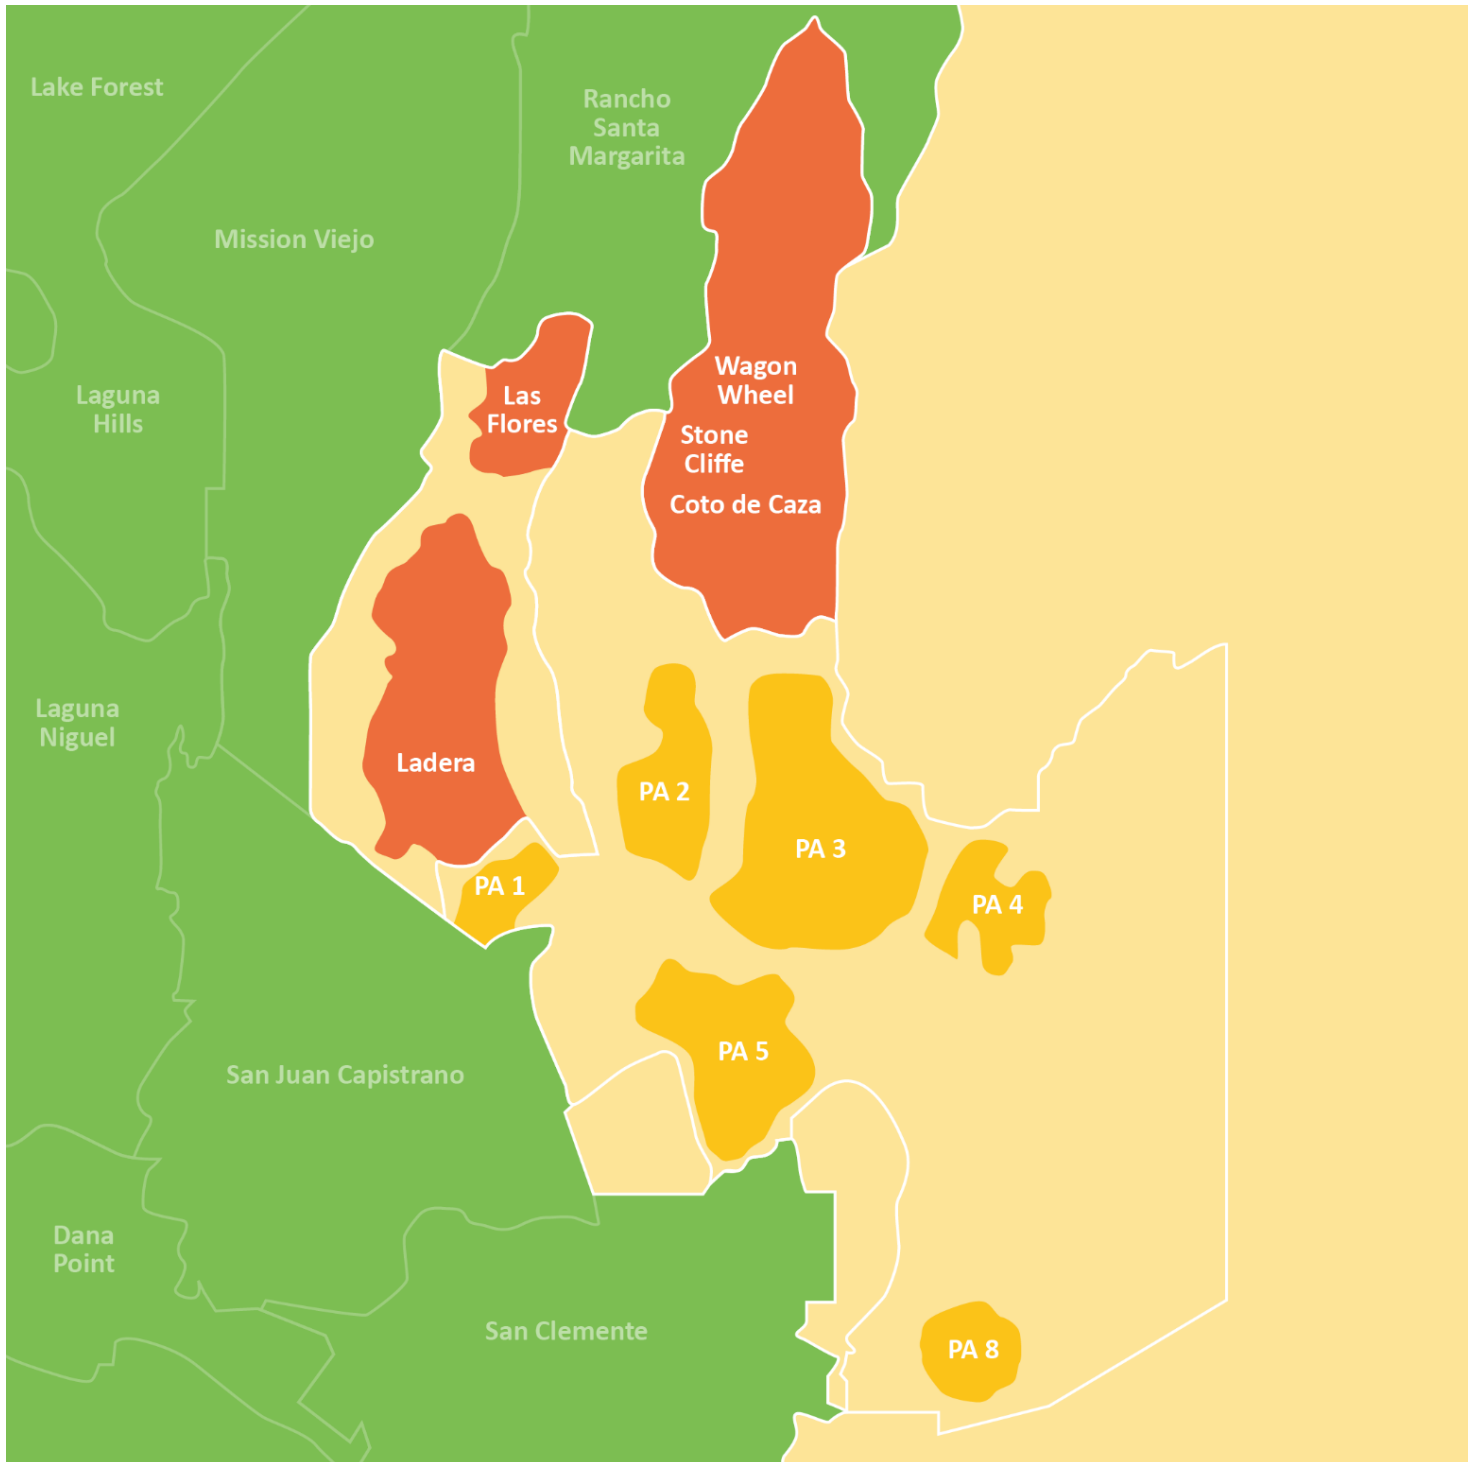 Lake Forest
Rancho
Santa
Margarita
Mission Viejo
Laguna
Hills
Las
Flores
Wagon
Wheel
Stone
Cliffe
Coto de Caza
Laguna
Niguel
Ladera
PA 2
PA 3
PA 1
PA 4
PA 5
San Juan Capistrano
Dana
Point
San Clemente
PA 8